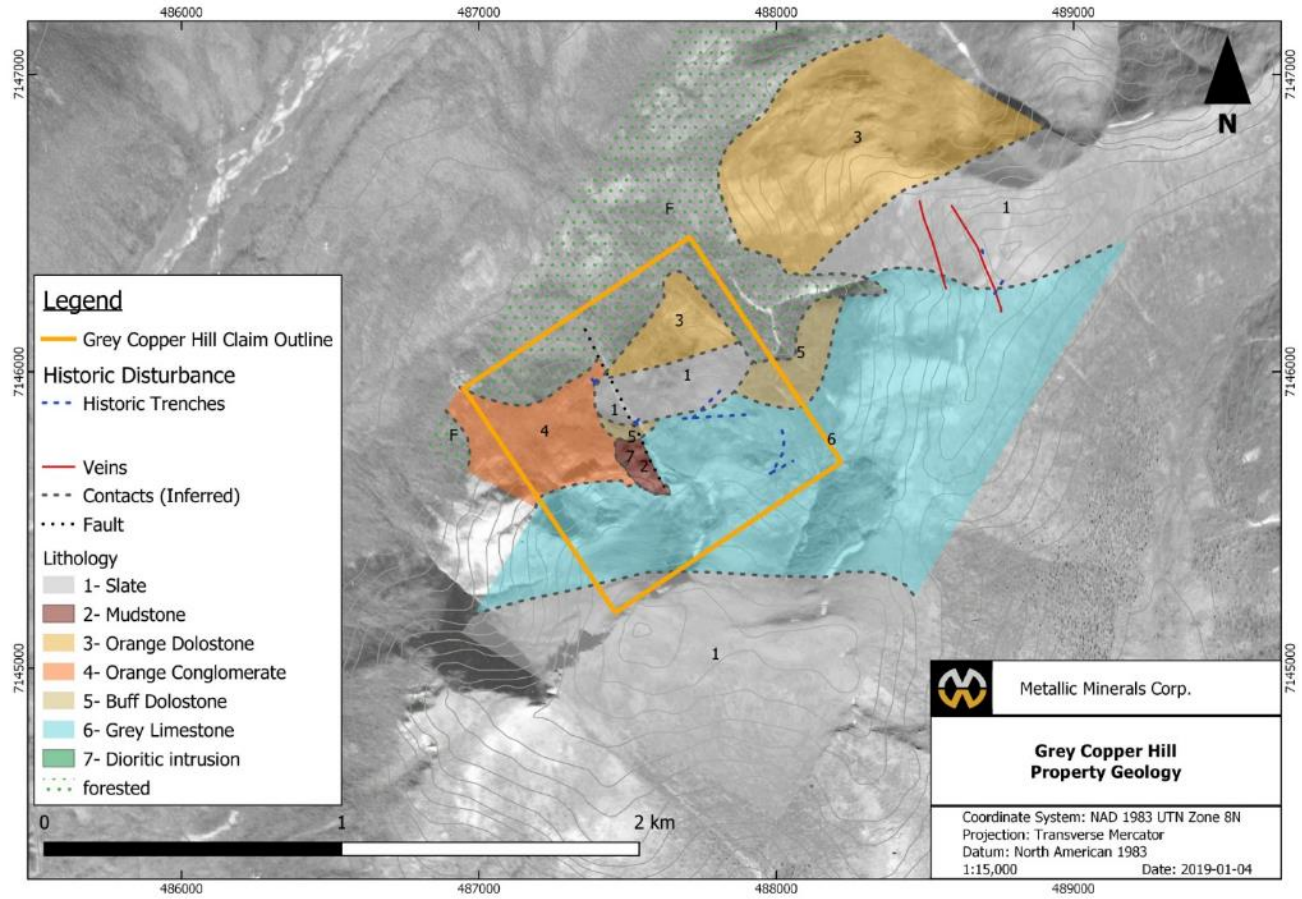 486000 487000 488000 489000
7147000 7147000
7146000 7146000
7145000 7145000
3
1
F
N
3
5
1
1
F
4
5
6
7
2
1
Legend
Grey Copper Hill Claim Outline
Historic Disturbance
Historic Trenches
Veins
Contacts (Inferred)
Fault
Lithology
1- Slate
2- Mudstone
3- Orange Dolostone
4- Orange Conglomerate
5- Buff Dolostone
6- Grey Limestone
7- Dioritic intrusion
forested
0 1 2 km
Metallic Minerals Corp.
Grey Copper Hill
Property Geology
Coordinate System: NAD 1983 UTN Zone 8N
Projection: Transverse Mercator
Datum: North American 1983
1:15,000 Date: 2019-01-04
486000 487000 488000 489000